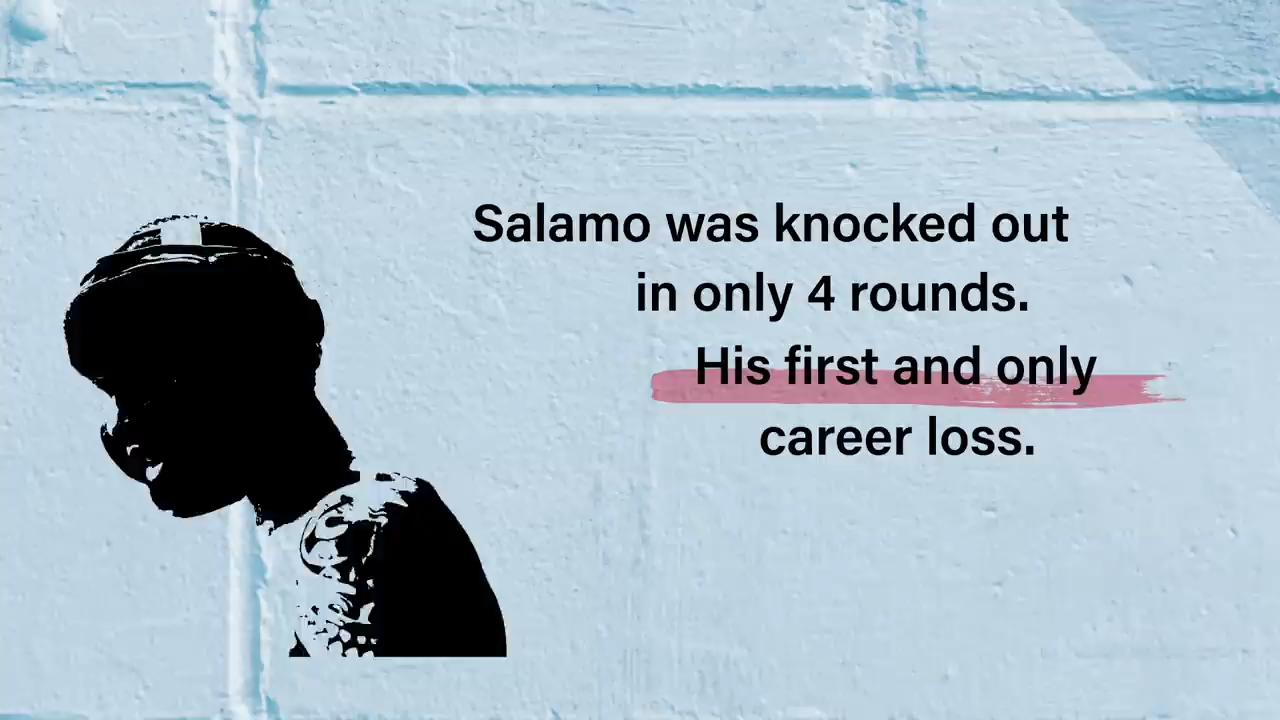 Salamo was knocked out
in only 4 rounds.
His first and only
career loss.